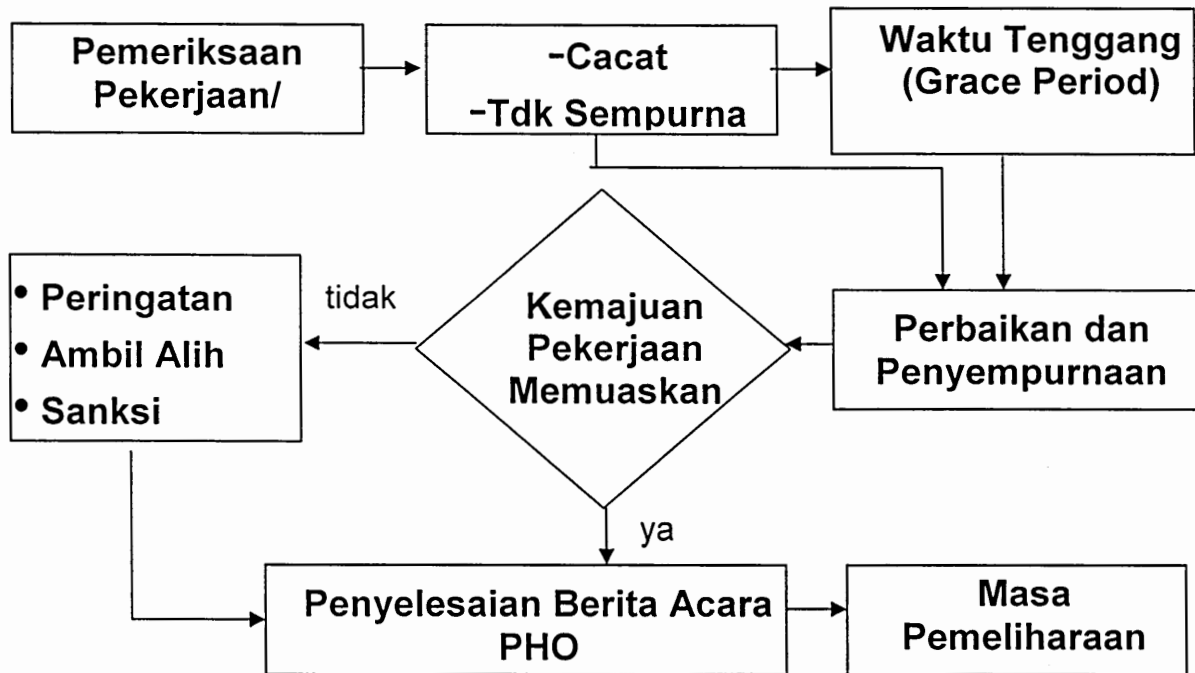 Pemeriksaan
Pekerjaan/
-Cacat
-Tdk Sempurna
Waktu Tenggang
(Grace Period)
• Peringatan
• Ambil Alih
• Sanksi
tidak
Kemajuan
Pekerjaan
Memuaskan
Perbaikan dan
Penyempurnaan
ya
Penyelesaian Berita Acara
PHO
Masa
Pemeliharaan